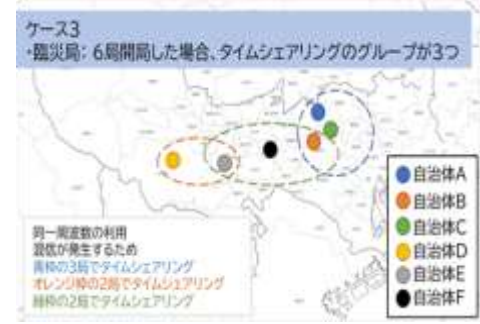 ケース3
・臨災局: 6局開局した場合、タイムシェアリングのグループが3つ
自治体A
自治体B
自治体C
自治体D
自治体E
自治体F
同一周波数の利用
混信が発生するため
青枠の3局でタイムシェアリング
オレンジ枠の2局でタイムシェアリング
緑枠の2局でタイムシェアリング